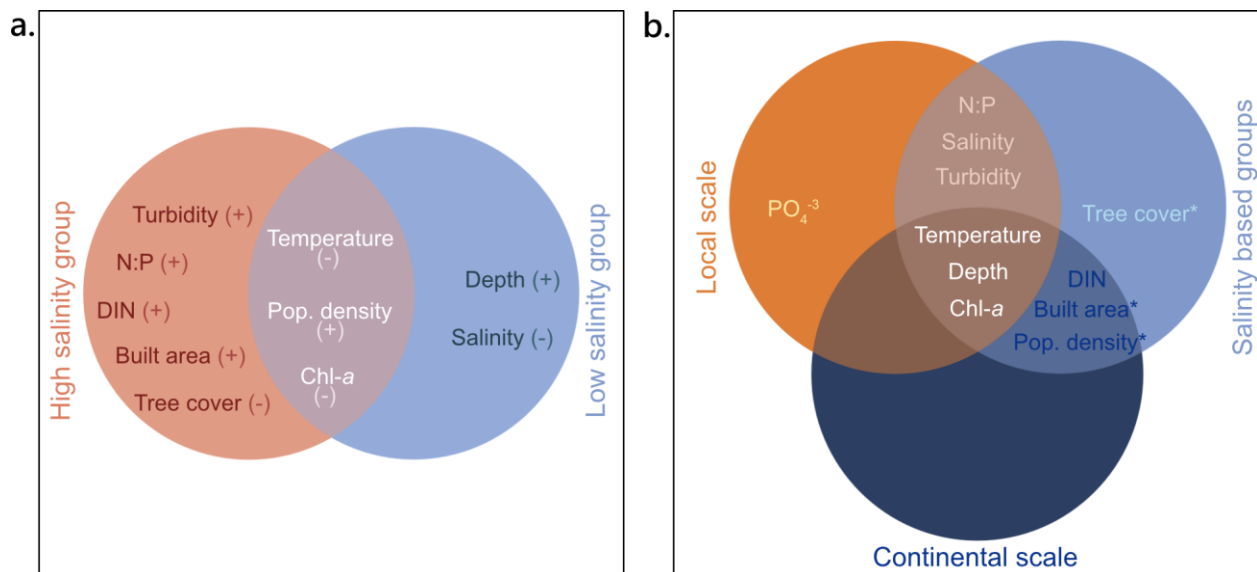 a.
High salinity group
Turbidity (+)
N:P (+)
DIN (+)
Built area (+)
Tree cover (-)
Temperature
(-)
Pop. density
(+)
Chl-a
(-)
Depth (+)
Salinity (-)
Low salinity group
b.
Local scale
PO₄⁻³
N:P
Salinity
Turbidity
Temperature
Depth
Chl-a
Tree cover*
DIN
Built area*
Pop. density*
Salinity based groups
Continental scale